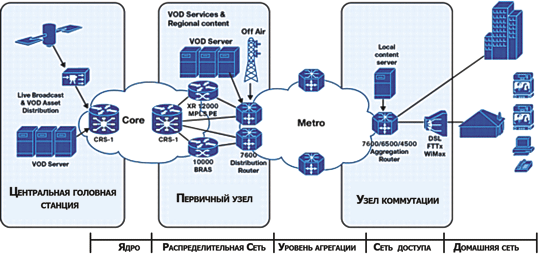 VOD Services &
Regional content
VOD Server
Off Air
Live Broadcast
& VOD Asset
Distribution
VOD Server
CRS-1
Core
CRS-1
XR 12000
MPLS PE
10000
BRAS
7600
Distribution
Router
Metro
Local
content
server
7600/6500/4500
Aggregation
Router
DSL
FTTx
WiMax
Центральная головная
станция
Первичный узел
Узел коммутации
Ядро
Распределительная Сеть
Уровень агрегации
Сеть доступа
Домашняя сеть